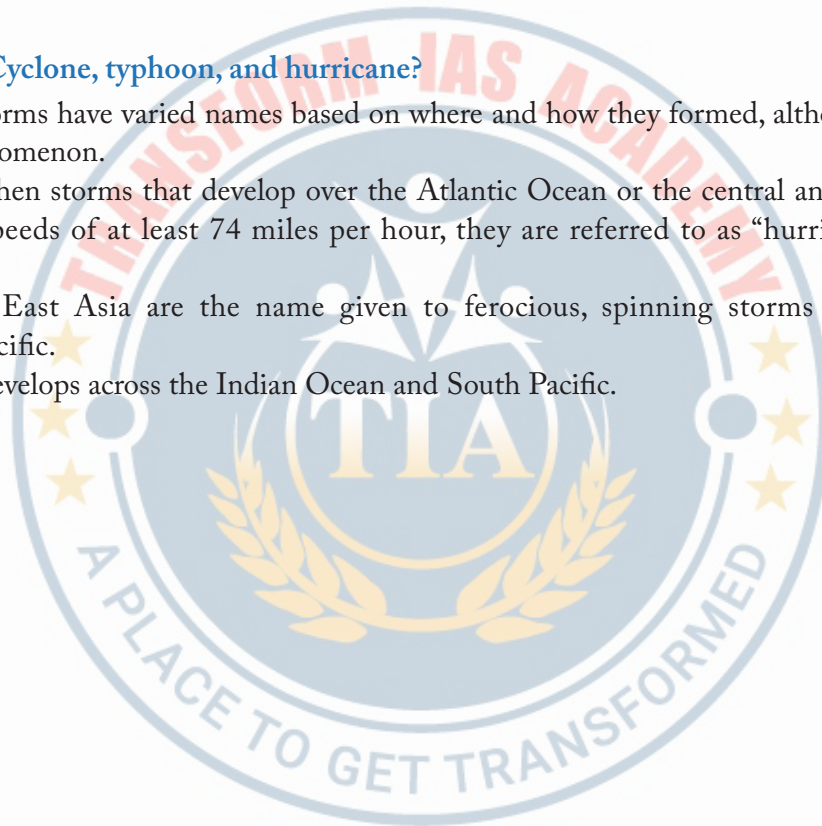 Cyclone, typhoon, and hurricane?
orms have varied names based on where and how they formed, altho
omenon.
hen storms that develop over the Atlantic Ocean or the central an
peeds of at least 74 miles per hour, they are referred to as “hurri
East Asia are the name given to ferocious, spinning storms
cific.
evelops across the Indian Ocean and South Pacific.
TRANSFORM IAS ACADEMY
TIA
A PLACE TO GET TRANSFORMED